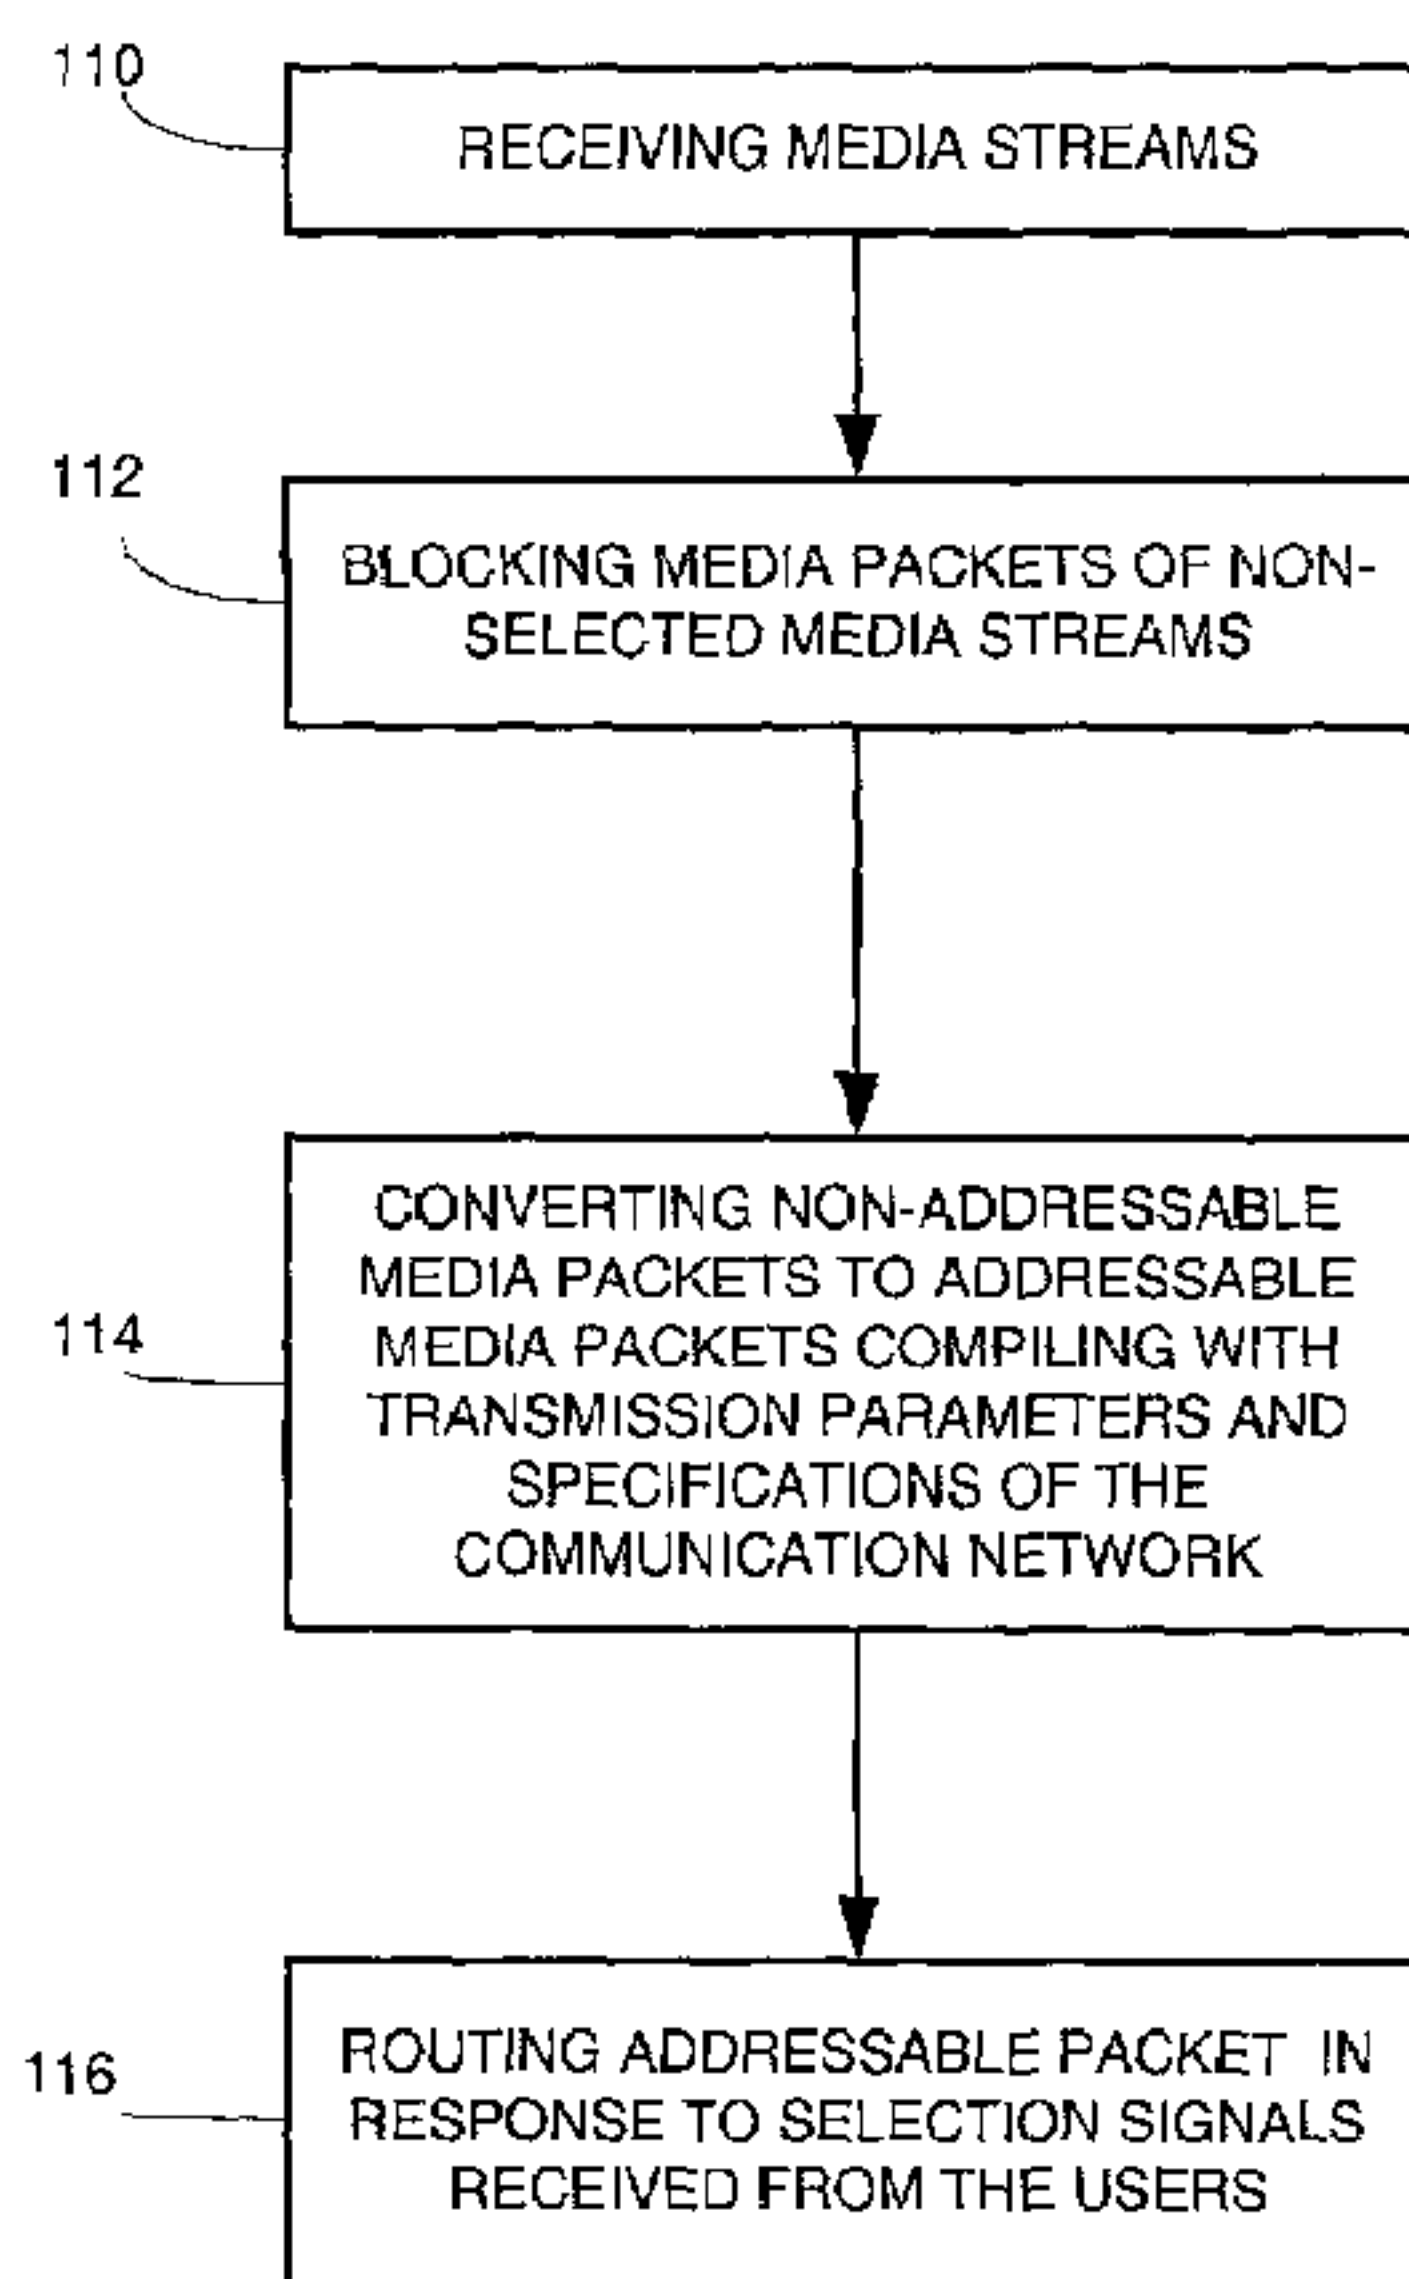 110
RECEIVING MEDIA STREAMS
112
BLOCKING MEDIA PACKETS OF NON-
SELECTED MEDIA STREAMS
114
CONVERTING NON-ADDRESSABLE
MEDIA PACKETS TO ADDRESSABLE
MEDIA PACKETS COMPILING WITH
TRANSMISSION PARAMETERS AND
SPECIFICATIONS OF THE
COMMUNICATION NETWORK
116
ROUTING ADDRESSABLE PACKET IN
RESPONSE TO SELECTION SIGNALS
RECEIVED FROM THE USERS